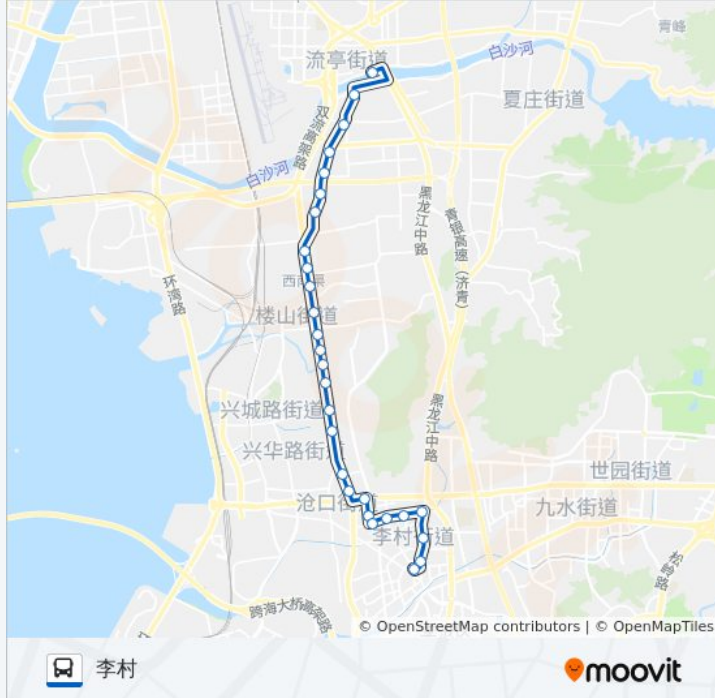 青峰
流亭街道
白沙河
夏庄街道
双流高架路
白沙河
黑龙江中路
青银高速（济青）
环湾路
楼山街道
兴城路街道
黑龙江中路
兴华路街道
世园街道
沧口街道
九水街道
李村街道
松岭路
跨海大桥高架路
© OpenStreetMap contributors | © OpenMapTiles
李村
moovit